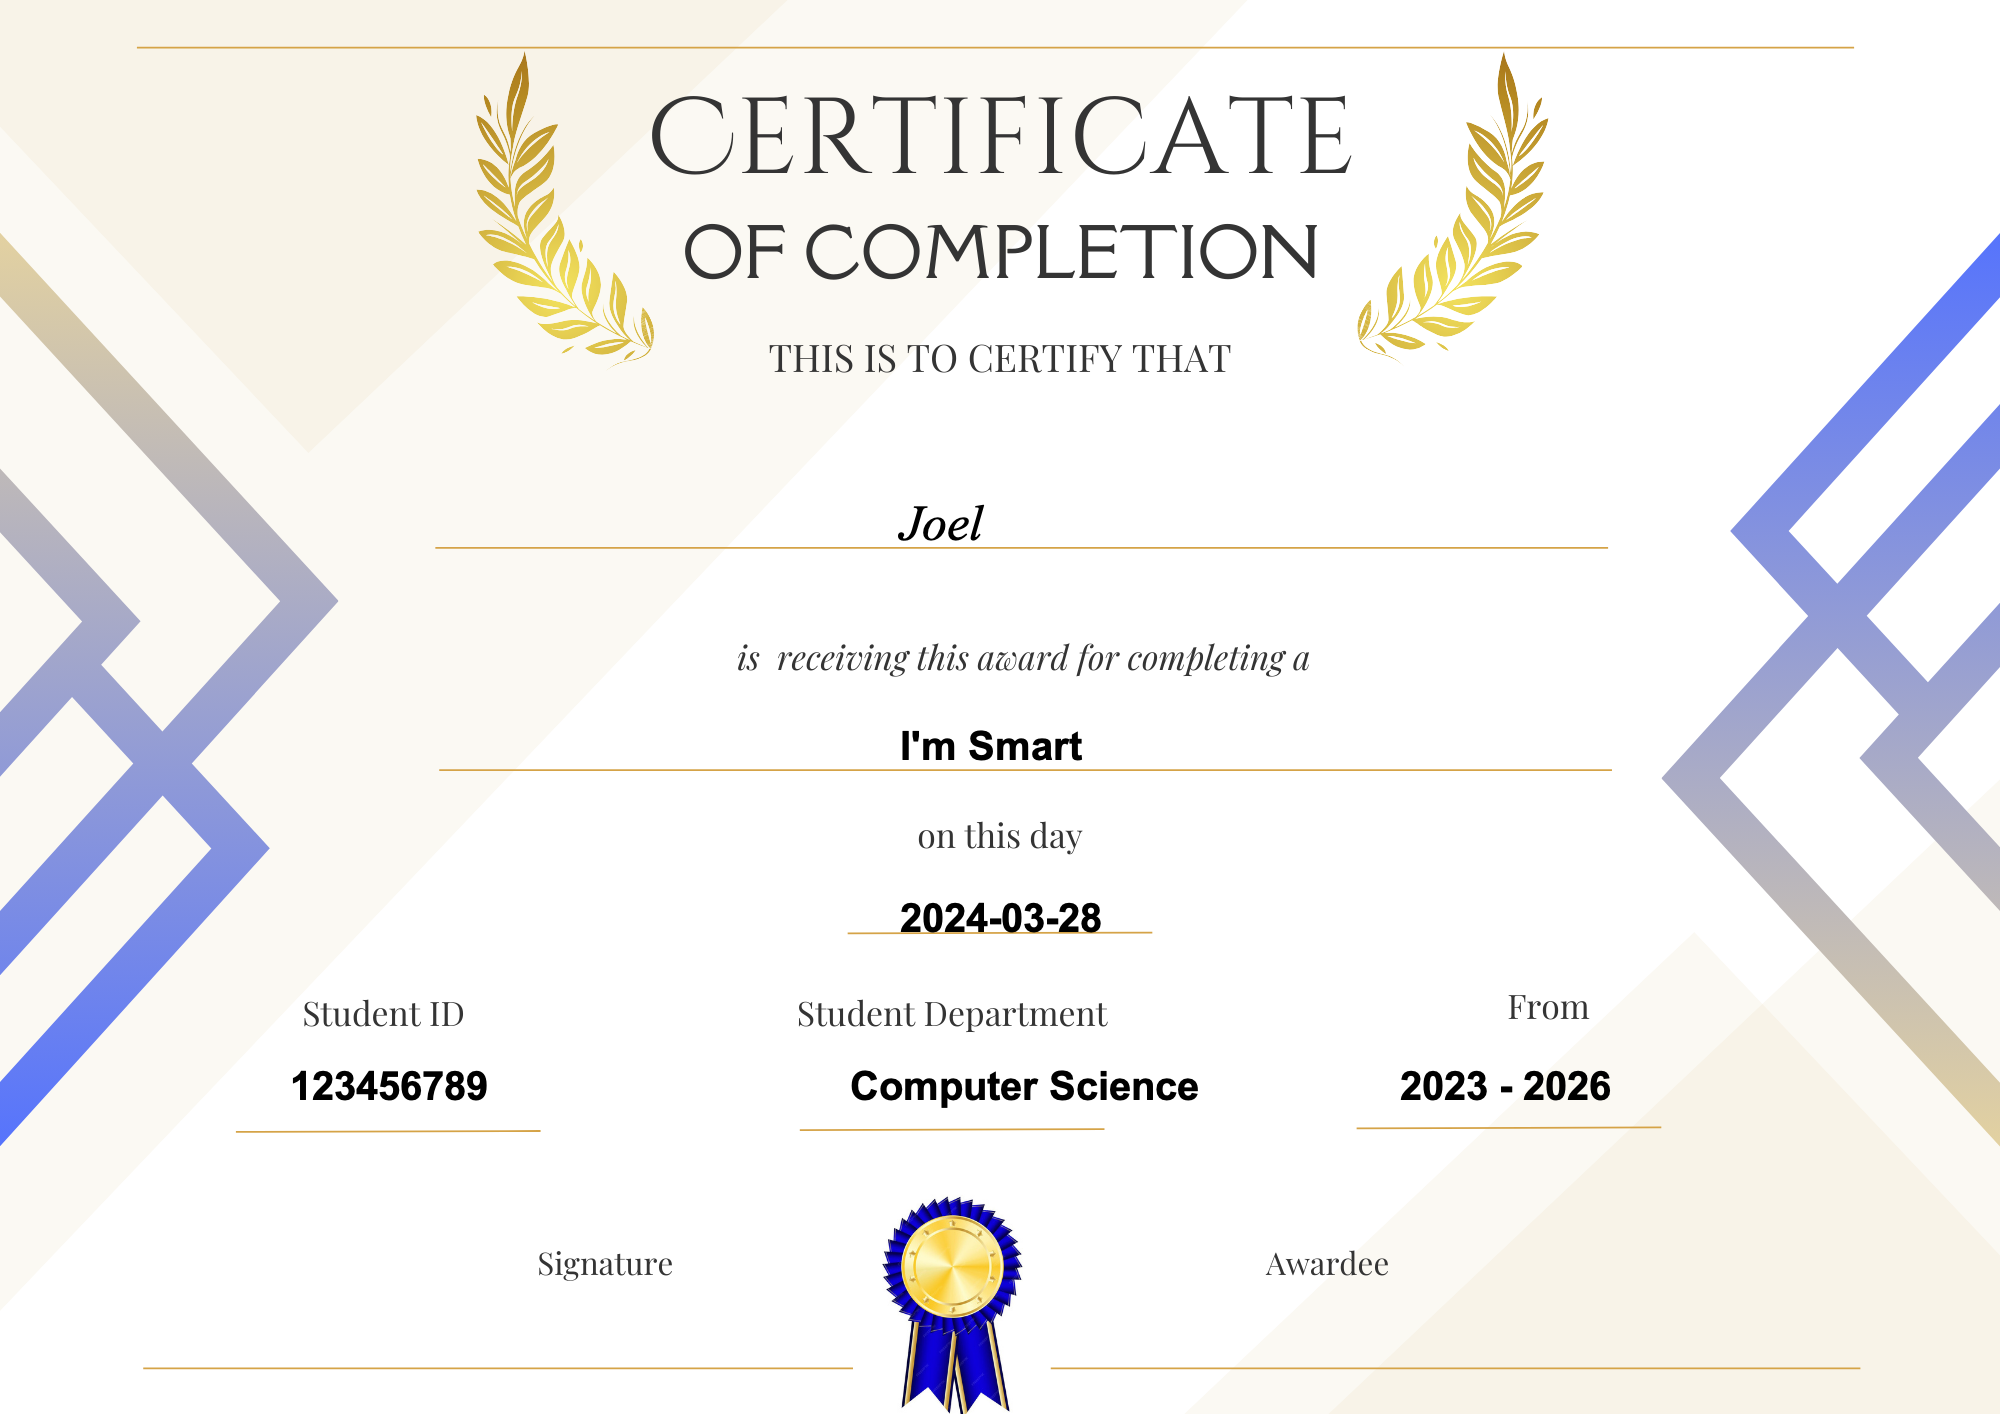 CERTIFICATE
OF COMPLETION
THIS IS TO CERTIFY THAT
Joel
is receiving this award for completing a
I'm Smart
on this day
2024-03-28
Student ID
Student Department
From
123456789
Computer Science
2023 - 2026
Signature
Awardee